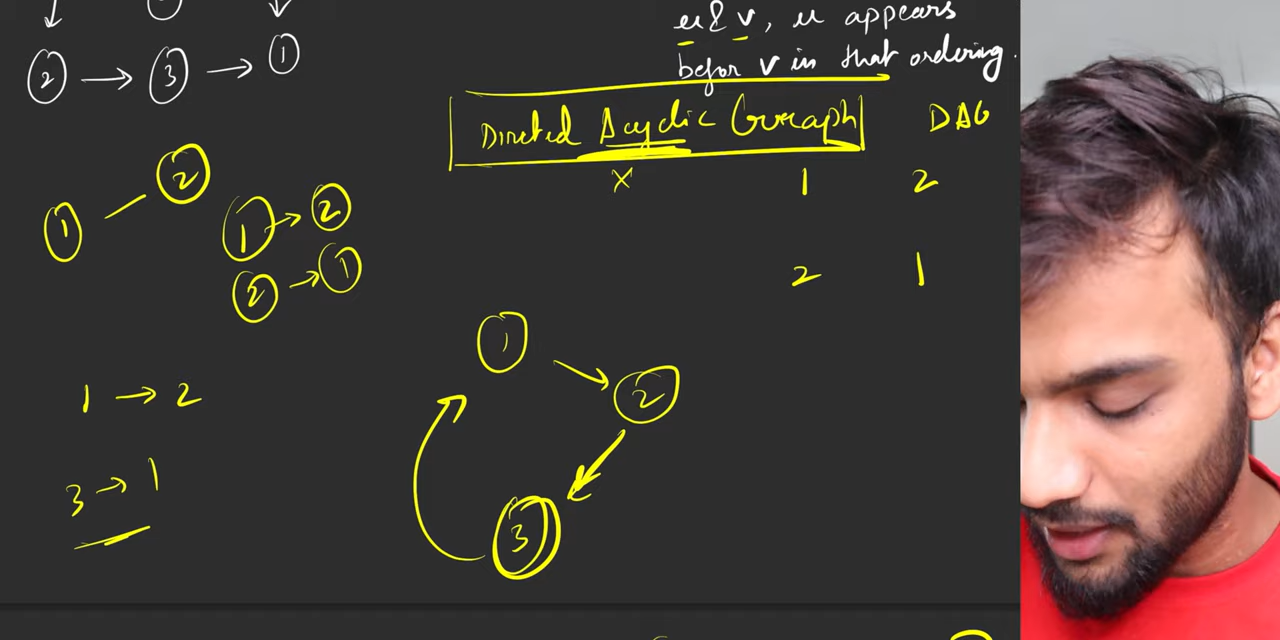 u & v, u appears
befor v in that ordering.
2 → 3 → 1
Directed Acyclic Graph DAG
X 1 2
1 2
1 → 2
2 → 1
2 1
1
2
1 → 2
3 → 1
3